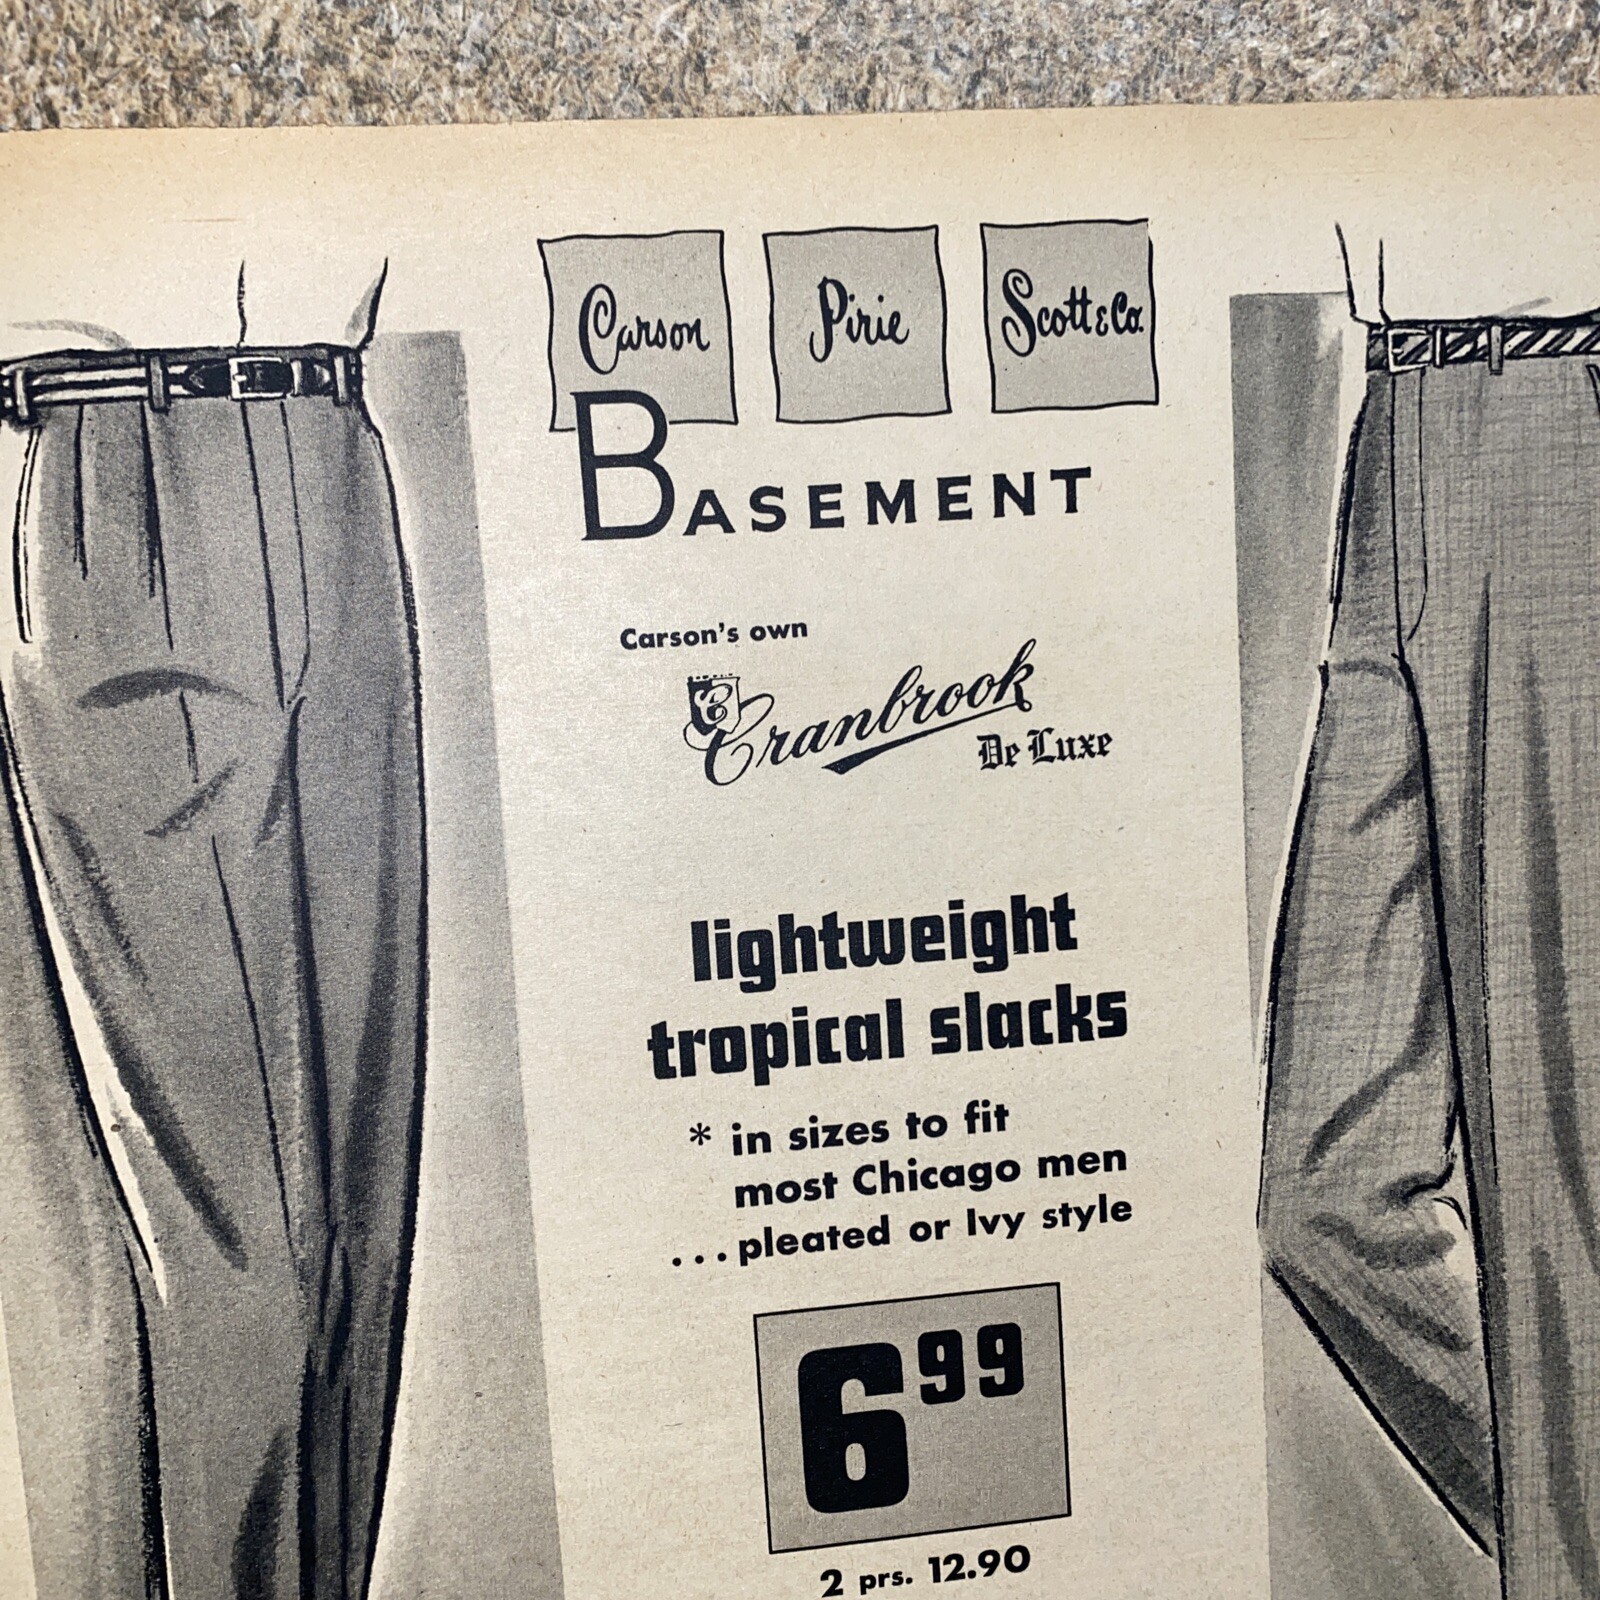 Carson Pirie Scott & Co.
BASEMENT
Carson's own
C
Cranbrook
De Luxe
lightweight
tropical slacks
* in sizes to fit
most Chicago men
...pleated or Ivy style
6 99
2 prs. 12.90